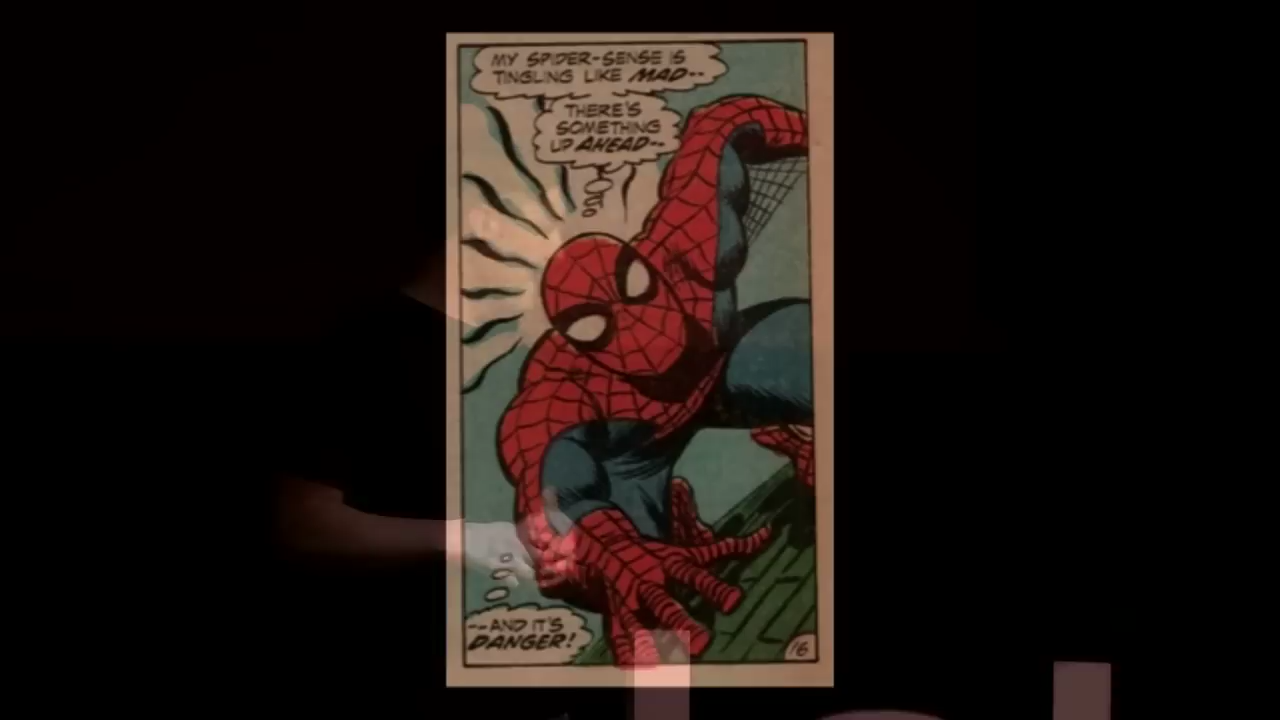 MY SPIDER-SENSE IS
TINGLING LIKE MAD--
THERE'S
SOMETHING
UP AHEAD--
--AND IT'S
DANGER!
16